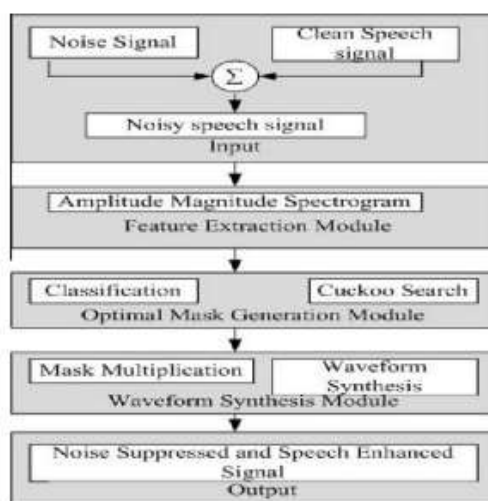 Noise Signal
Clean Speech
signal
Σ
Noisy speech signal
Input
Amplitude Magnitude Spectrogram
Feature Extraction Module
Classification
Cuckoo Search
Optimal Mask Generation Module
Mask Multiplication
Waveform
Synthesis
Waveform Synthesis Module
Noise Suppressed and Speech Enhanced
Signal
Output